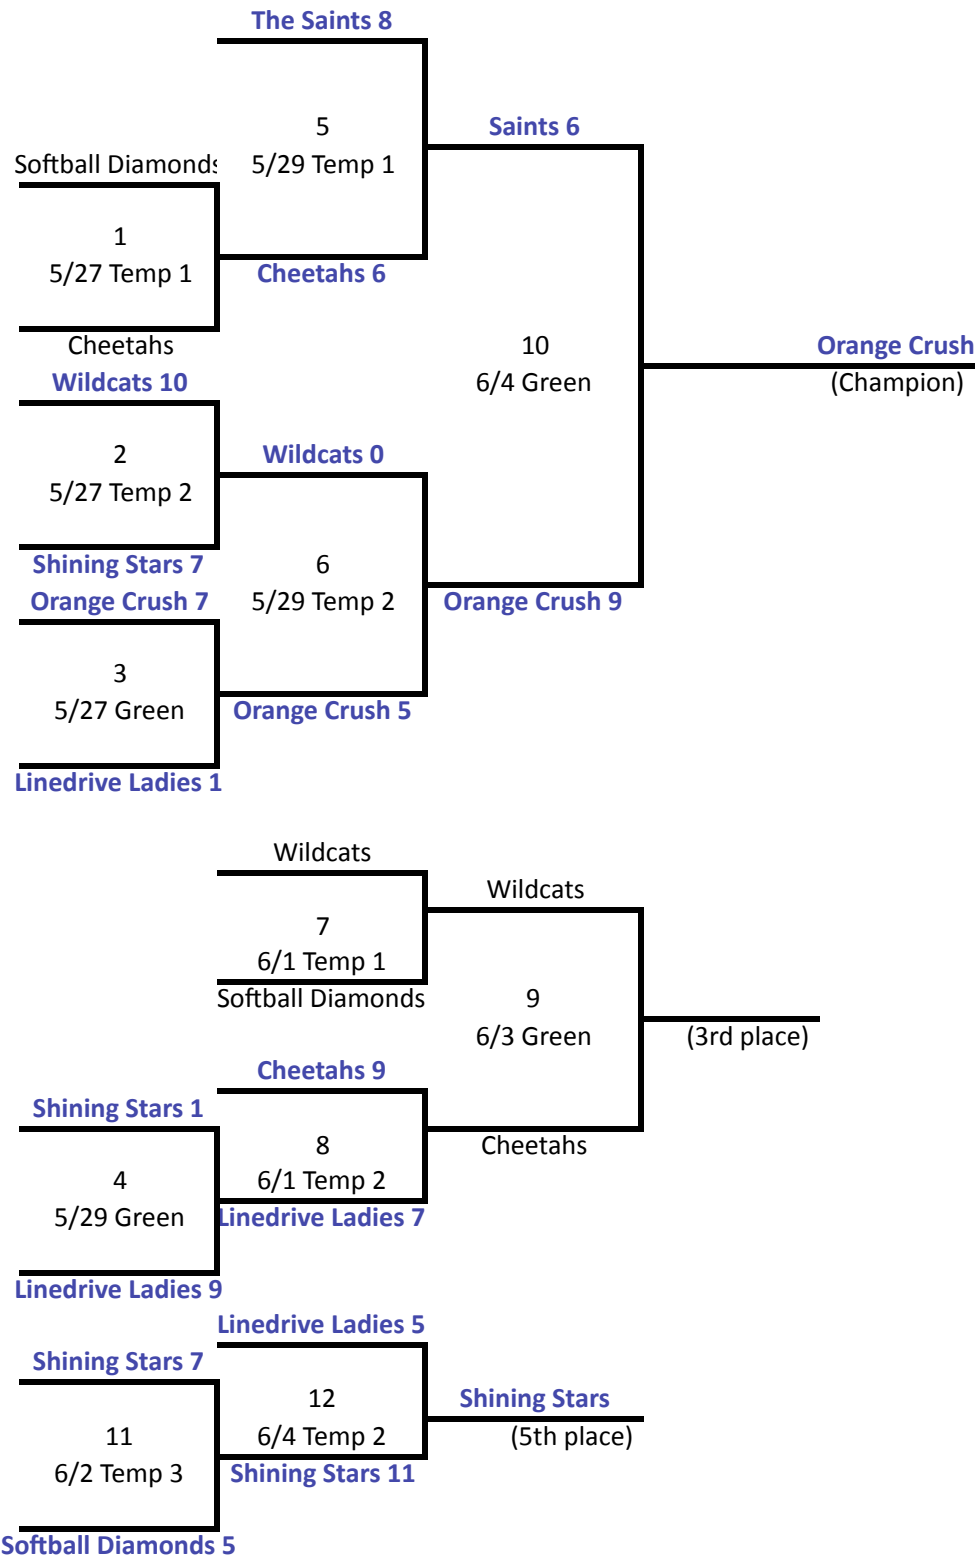 The Saints 8
5
5/29 Temp 1
Saints 6
Softball Diamonds
1
5/27 Temp 1
Cheetahs 6
Cheetahs
10
6/4 Green
Orange Crush
(Champion)
Wildcats 10
2
5/27 Temp 2
Wildcats 0
Shining Stars 7
6
5/29 Temp 2
Orange Crush 7
Orange Crush 9
3
5/27 Green
Orange Crush 5
Linedrive Ladies 1
Wildcats
Wildcats
7
6/1 Temp 1
Softball Diamonds
9
6/3 Green
(3rd place)
Cheetahs 9
Shining Stars 1
8
6/1 Temp 2
Cheetahs
4
5/29 Green
Linedrive Ladies 7
Linedrive Ladies 9
Linedrive Ladies 5
Shining Stars 7
12
6/4 Temp 2
Shining Stars
(5th place)
11
6/2 Temp 3
Shining Stars 11
Softball Diamonds 5